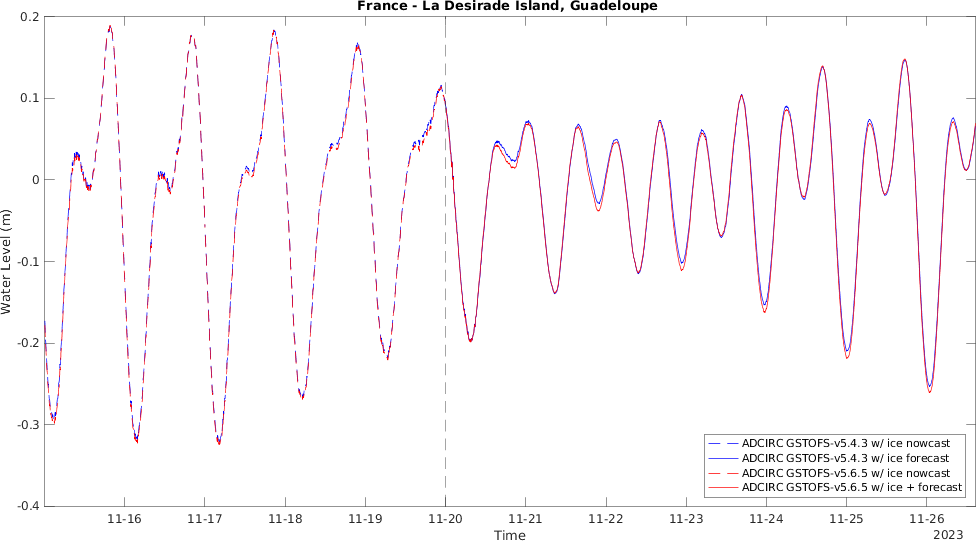 France - La Desirade Island, Guadeloupe
Water Level (m)
0.2
0.1
0
-0.1
-0.2
-0.3
-0.4
ADCIRC GSTOFS-v5.4.3 w/ ice nowcast
ADCIRC GSTOFS-v5.4.3 w/ ice forecast
ADCIRC GSTOFS-v5.6.5 w/ ice nowcast
ADCIRC GSTOFS-v5.6.5 w/ ice + forecast
11-16 11-17 11-18 11-19 11-20 11-21 11-22 11-23 11-24 11-25 11-26
Time
2023